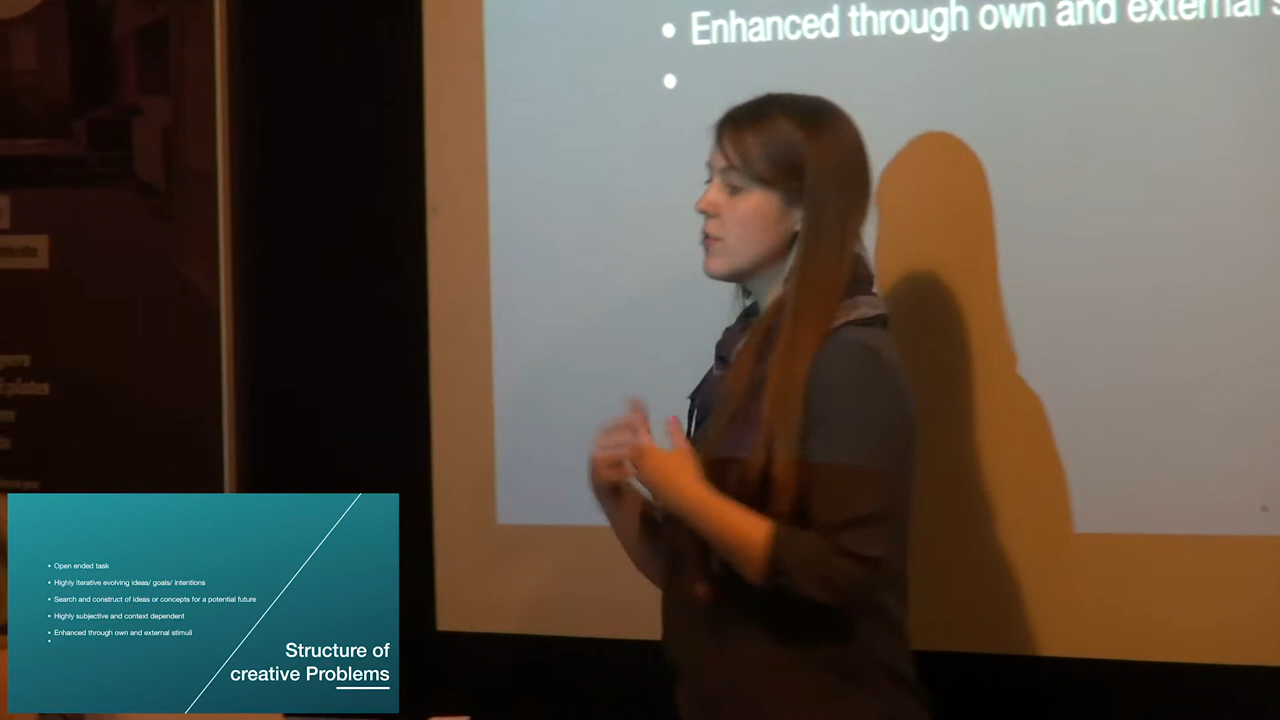 • Enhanced through own and external
•
• Open ended task
• Highly iterative evolving ideas/ goals/ intentions
• Search and construct of ideas or concepts for a potential future
• Highly subjective and context dependent
• Enhanced through own and external stimuli
•
Structure of
creative Problems